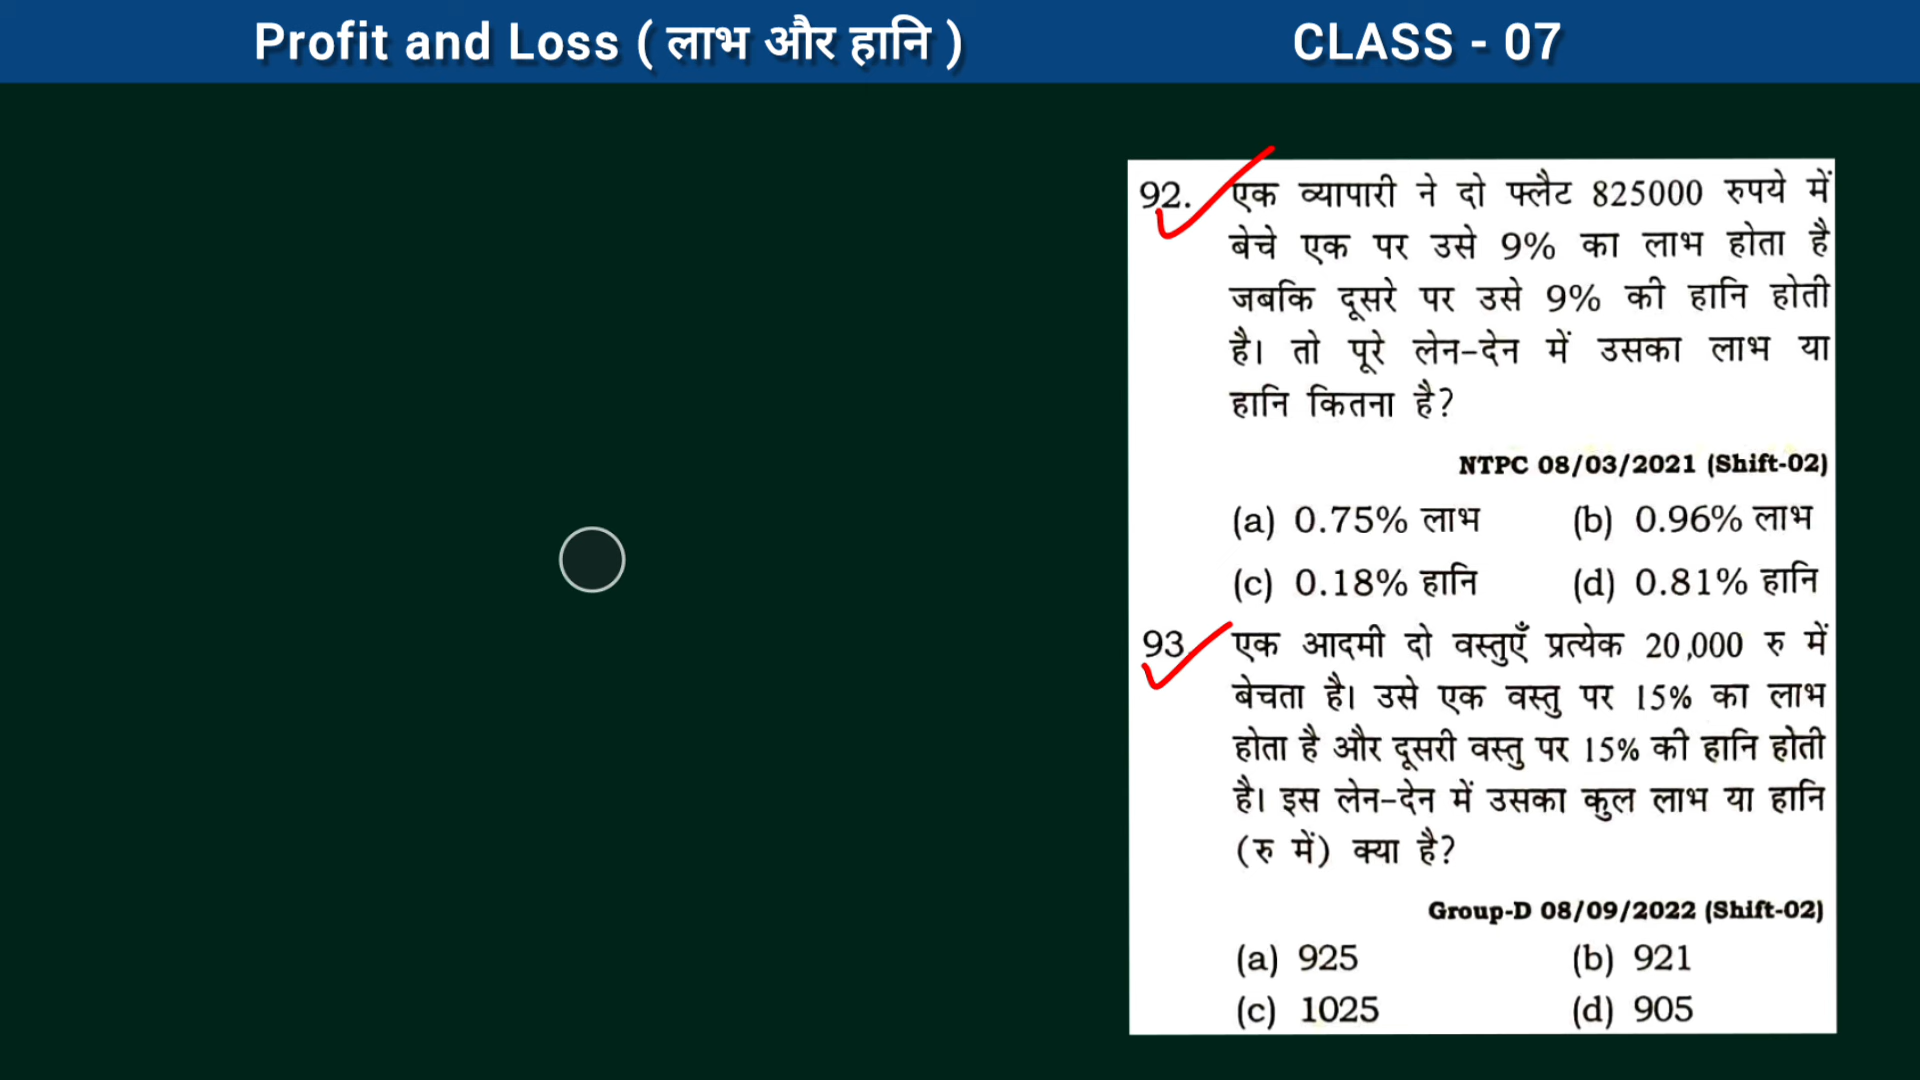 Profit and Loss ( लाभ और हानि )
CLASS - 07
92. एक व्यापारी ने दो फ्लैट 825000 रुपये में
बेचे एक पर उसे 9% का लाभ होता है
जबकि दूसरे पर उसे 9% की हानि होती
है। तो पूरे लेन-देन में उसका लाभ या
हानि कितना है?
NTPC 08/03/2021 (Shift-02)
(a) 0.75% लाभ (b) 0.96% लाभ
(c) 0.18% हानि (d) 0.81% हानि
93. एक आदमी दो वस्तुएँ प्रत्येक 20,000 रु में
बेचता है। उसे एक वस्तु पर 15% का लाभ
होता है और दूसरी वस्तु पर 15% की हानि होती
है। इस लेन-देन में उसका कुल लाभ या हानि
(रु में) क्या है?
Group-D 08/09/2022 (Shift-02)
(a) 925 (b) 921
(c) 1025 (d) 905